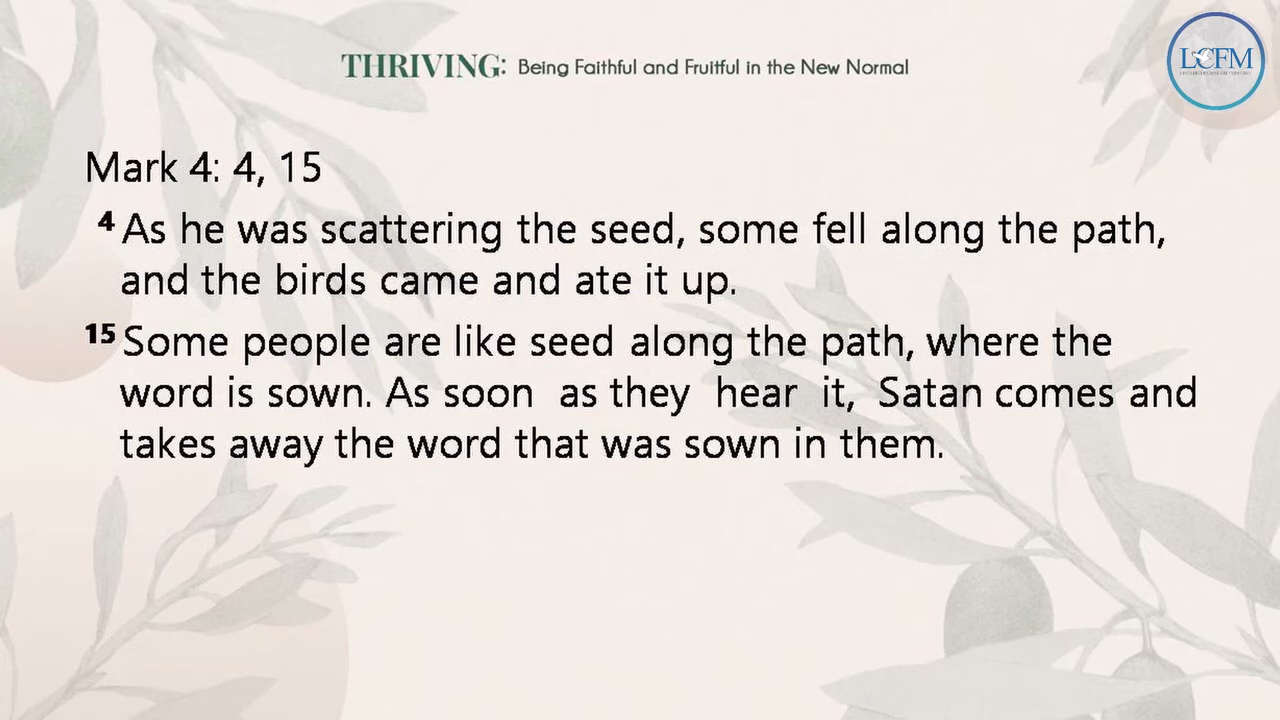 THRIVING: Being Faithful and Fruitful in the New Normal
LCFM
Mark 4: 4, 15
4 As he was scattering the seed, some fell along the path,
and the birds came and ate it up.
15 Some people are like seed along the path, where the
word is sown. As soon as they hear it, Satan comes and
takes away the word that was sown in them.